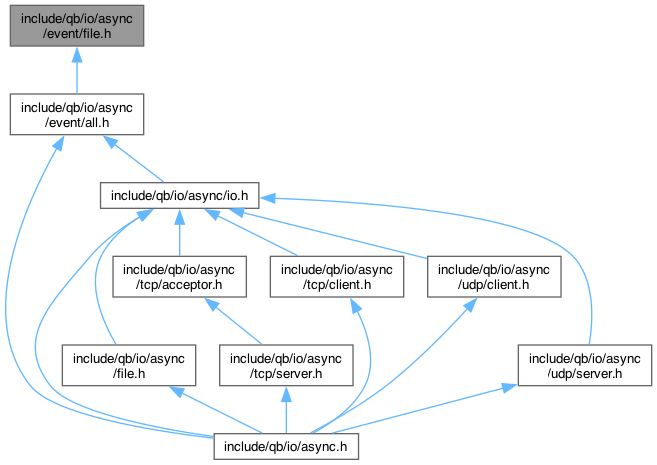 include/qb/io/async
/event/file.h
include/qb/io/async
/event/all.h
include/qb/io/async/io.h
include/qb/io/async
/tcp/acceptor.h
include/qb/io/async
/tcp/client.h
include/qb/io/async
/udp/client.h
include/qb/io/async
/file.h
include/qb/io/async
/tcp/server.h
include/qb/io/async
/udp/server.h
include/qb/io/async.h